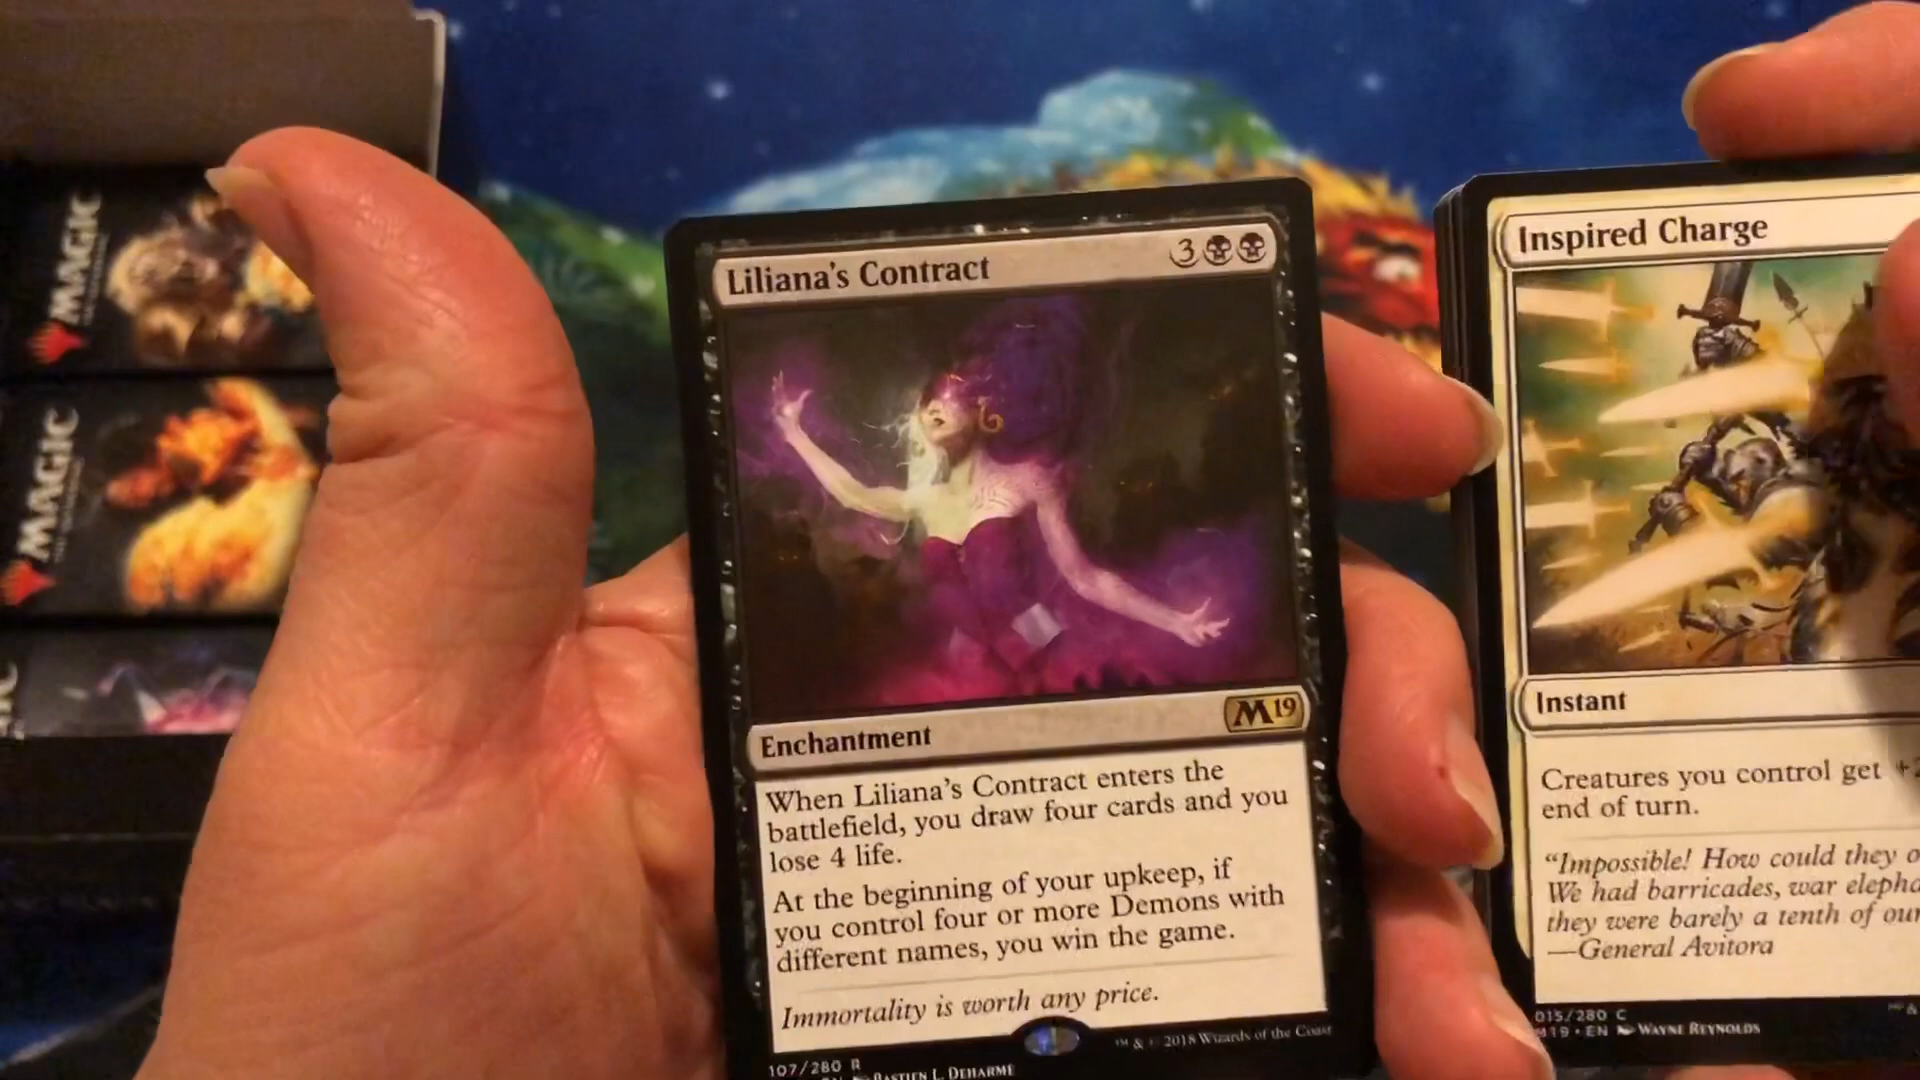 MAGIC
MAGIC
Liliana's Contract
3
Enchantment
M19
When Liliana's Contract enters the
battlefield, you draw four cards and you
lose 4 life.
At the beginning of your upkeep, if
you control four or more Demons with
different names, you win the game.
Immortality is worth any price.
107/280 R
BASTIEN L. DEHARME
™ & © 2018 Wizards of the Coast
Inspired Charge
Instant
Creatures you control get
end of turn.
"Impossible! How could they
We had barricades, war
they were barely a tenth of
—General Avitora
015/280 C
M19 • EN WAYNE REYNOLDS